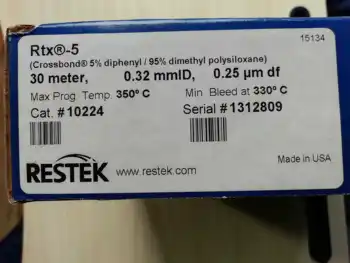 Rtx®-5
15134
(Crossbond® 5% diphenyl / 95% dimethyl polysiloxane)
30 meter, 0.32 mmID, 0.25 µm df
Max Prog. Temp. 350° C Min Bleed at 330° C
Cat. #10224 Serial #1312809
RESTEK www.restek.com
Made in USA